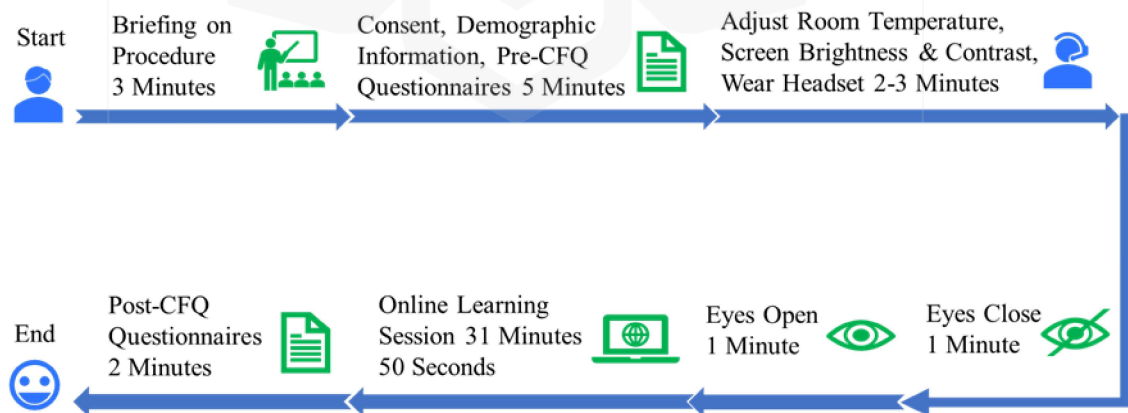 Start
Briefing on
Procedure
3 Minutes
Consent, Demographic
Information, Pre-CFQ
Questionnaires 5 Minutes
Adjust Room Temperature,
Screen Brightness & Contrast,
Wear Headset 2-3 Minutes
Eyes Close
1 Minute
Eyes Open
1 Minute
Online Learning
Session 31 Minutes
50 Seconds
Post-CFQ
Questionnaires
2 Minutes
End